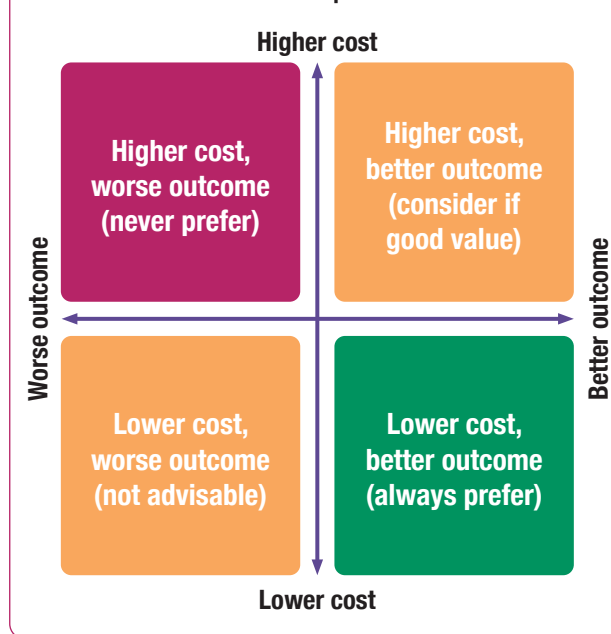 Higher cost
Higher cost,
worse outcome
(never prefer)
Higher cost,
better outcome
(consider if
good value)
Worse outcome
Better outcome
Lower cost,
worse outcome
(not advisable)
Lower cost,
better outcome
(always prefer)
Lower cost